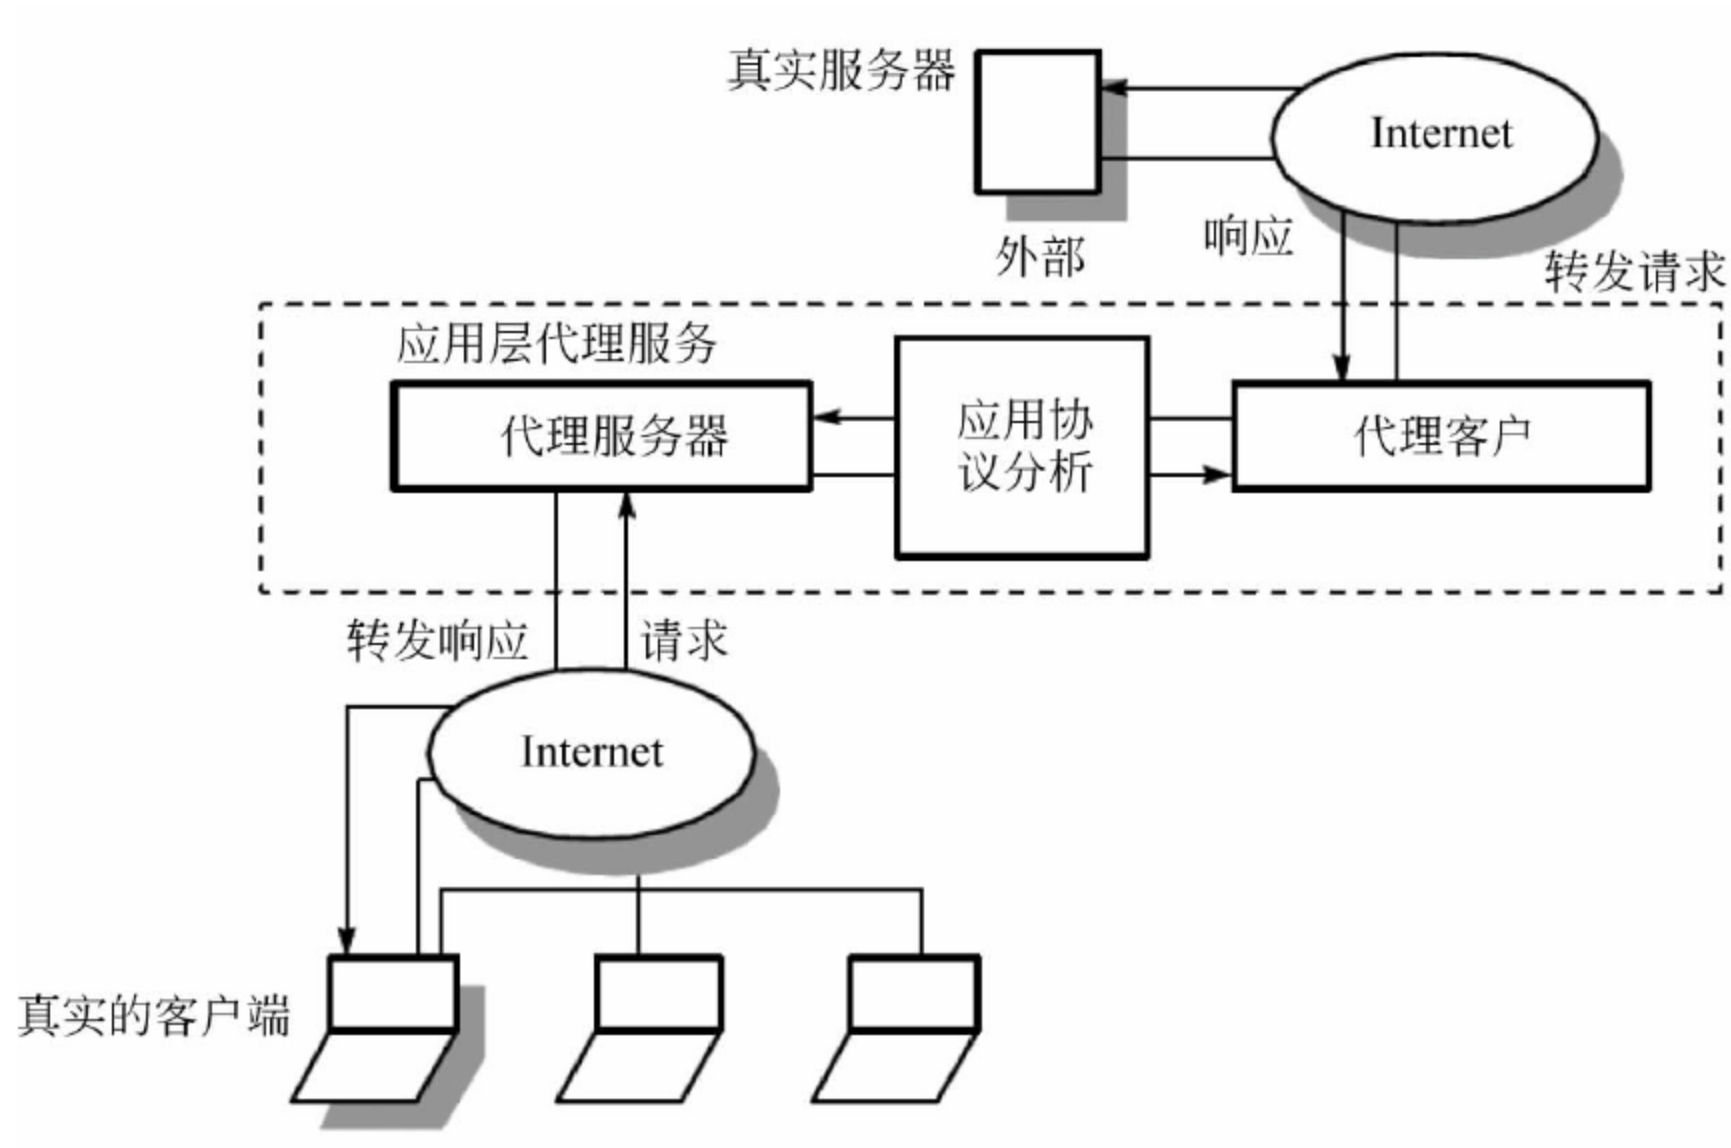 真实服务器
Internet
响应
外部
转发请求
应用层代理服务
代理服务器
应用协
议分析
代理客户
转发响应
请求
Internet
真实的客户端